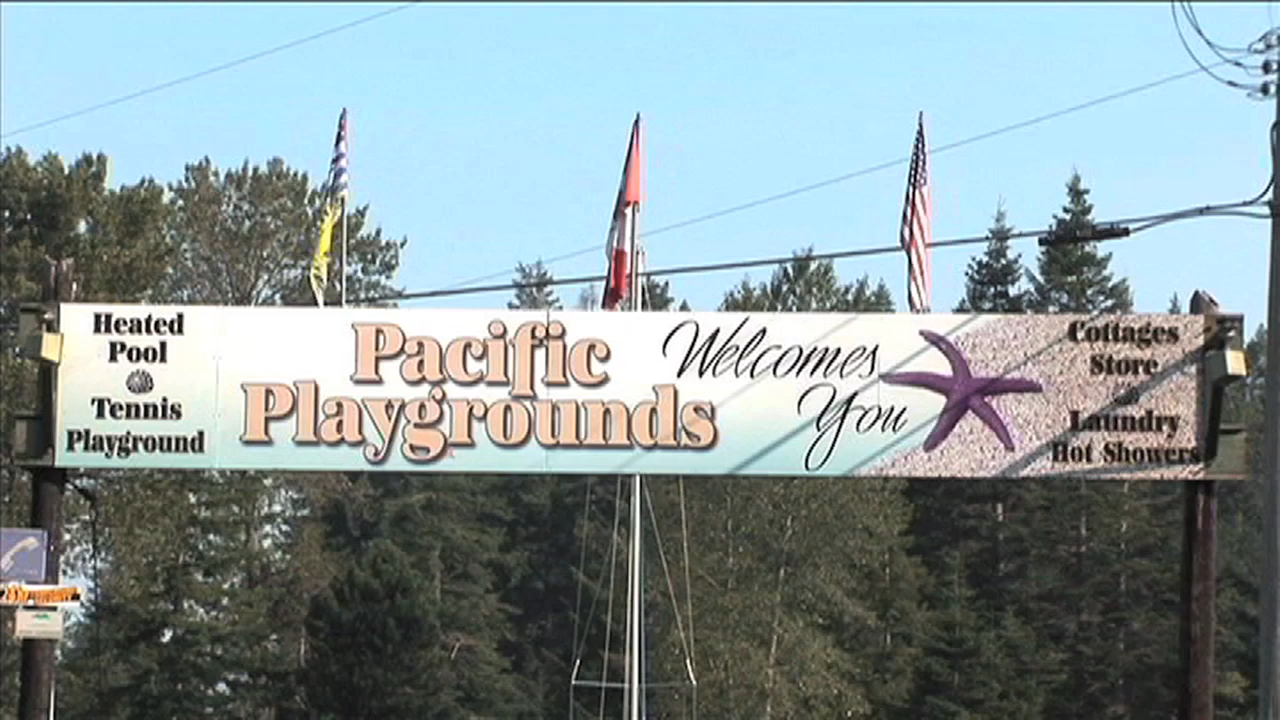 Heated
Pool
Tennis
Playground
Pacific
Playgrounds
Welcomes
You
Cottages
Store
Laundry
Hot Showers